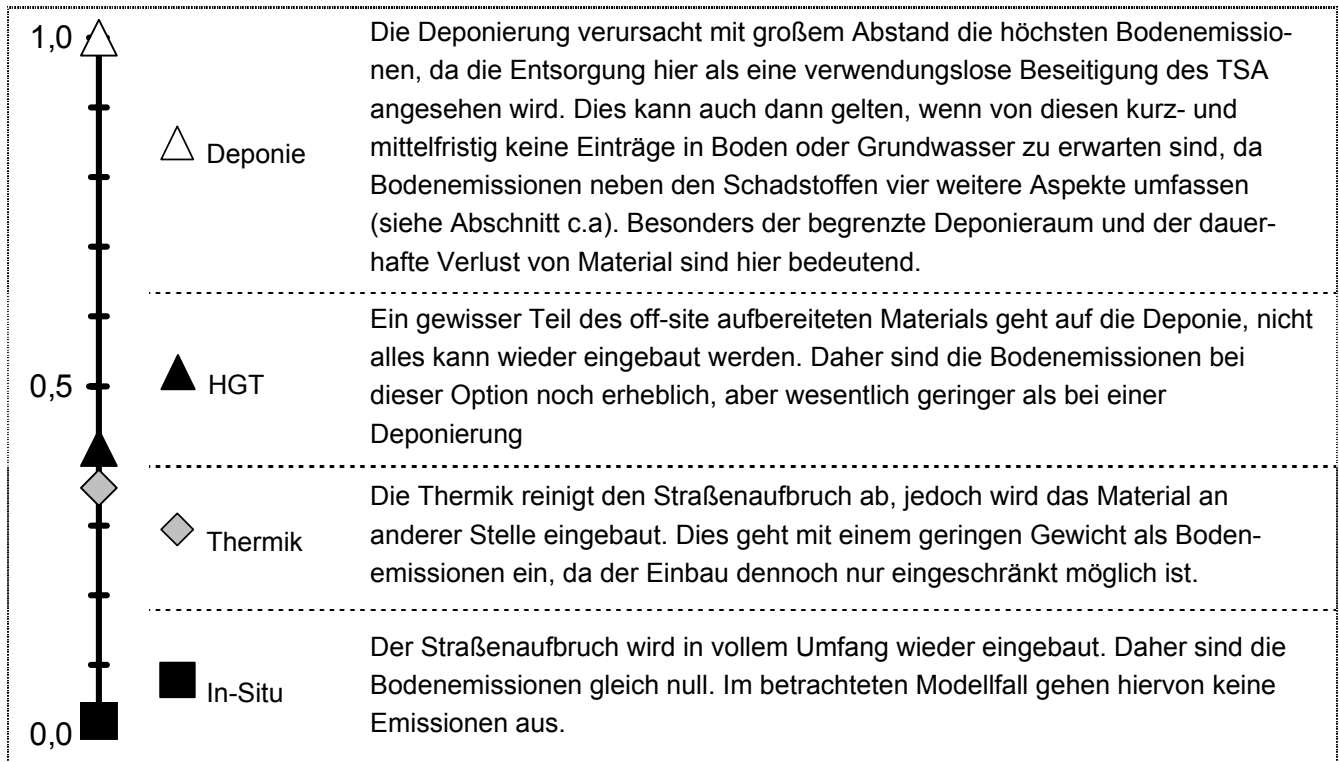 1,0
Die Deponierung verursacht mit großem Abstand die höchsten Bodenemissio-
nen, da die Entsorgung hier als eine verwendungslose Beseitigung des TSA
angesehen wird. Dies kann auch dann gelten, wenn von diesen kurz- und
Deponie
mittelfristig keine Einträge in Boden oder Grundwasser zu erwarten sind, da
Bodenemissionen neben den Schadstoffen vier weitere Aspekte umfassen
(siehe Abschnitt c.a). Besonders der begrenzte Deponieraum und der dauer-
hafte Verlust von Material sind hier bedeutend.
0,5
HGT
Ein gewisser Teil des off-site aufbereiteten Materials geht auf die Deponie, nicht
alles kann wieder eingebaut werden. Daher sind die Bodenemissionen bei
dieser Option noch erheblich, aber wesentlich geringer als bei einer
Deponierung
Thermik
Die Thermik reinigt den Straßenaufbruch ab, jedoch wird das Material an
anderer Stelle eingebaut. Dies geht mit einem geringen Gewicht als Boden-
emissionen ein, da der Einbau dennoch nur eingeschränkt möglich ist.
In-Situ
Der Straßenaufbruch wird in vollem Umfang wieder eingebaut. Daher sind die
Bodenemissionen gleich null. Im betrachteten Modellfall gehen hiervon keine
Emissionen aus.
0,0